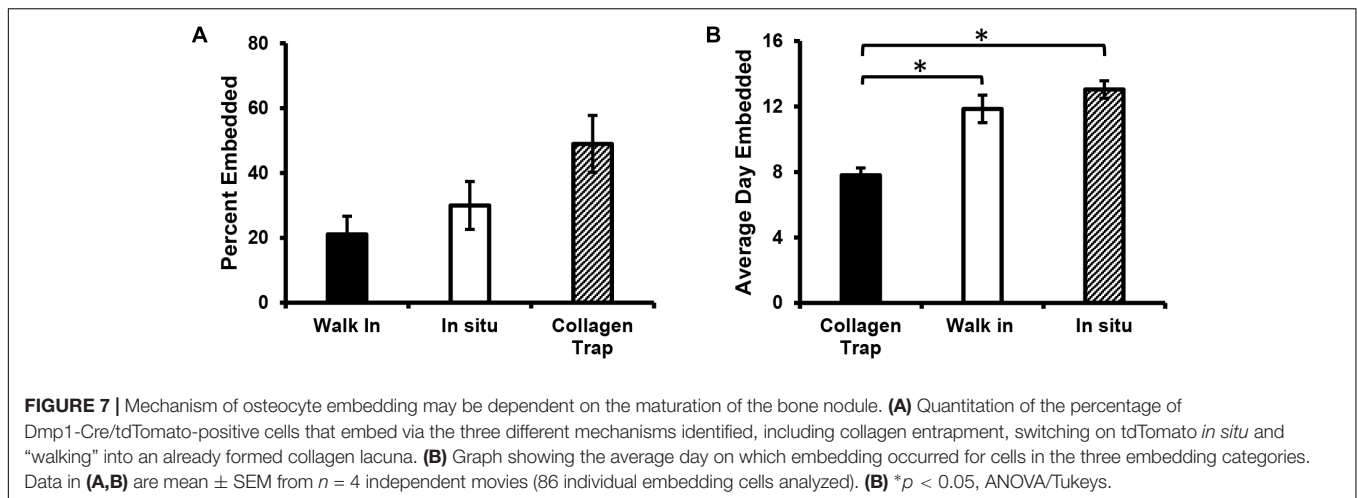 A
80
60
40
20
0
Percent Embedded
Walk In
In situ
Collagen
Trap
B
16
12
8
4
0
Average Day Embedded
*
*
Collagen
Trap
Walk in
In situ
FIGURE 7 | Mechanism of osteocyte embedding may be dependent on the maturation of the bone nodule. (A) Quantitation of the percentage of
Dmp1-Cre/tdTomato-positive cells that embed via the three different mechanisms identified, including collagen entrapment, switching on tdTomato in situ and
“walking” into an already formed collagen lacuna. (B) Graph showing the average day on which embedding occurred for cells in the three embedding categories.
Data in (A,B) are mean ± SEM from n = 4 independent movies (86 individual embedding cells analyzed). (B) *p < 0.05, ANOVA/Tukeys.